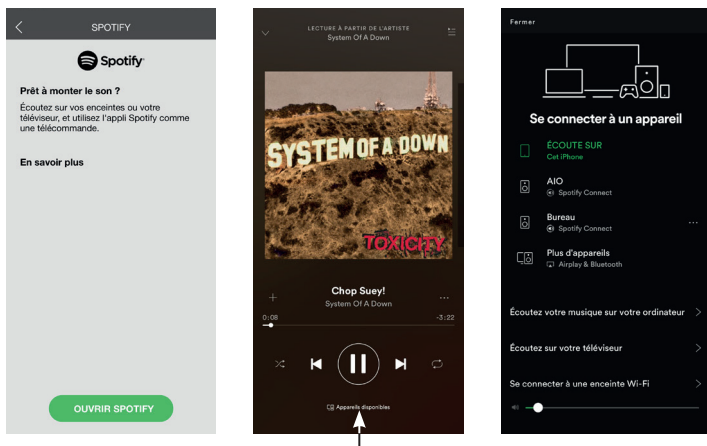 SPOTIFY
Spotify
Prêt à monter le son ?
Écoutez sur vos enceintes ou votre
téléviseur, et utilisez l'appli Spotify comme
une télécommande.
En savoir plus
OUVRIR SPOTIFY
LECTURE À PARTIR DE L'ARTISTE
System Of A Down
SYSTEM OF A DOWN
TOXICITY
Chop Suey!
System Of A Down
0:08
-3:22
Appareils disponibles
Fermer
Se connecter à un appareil
ÉCOUTE SUR
Cet iPhone
AIO
Spotify Connect
Bureau
Spotify Connect
Plus d'appareils
Airplay & Bluetooth
Écoutez votre musique sur votre ordinateur
Écoutez sur votre téléviseur
Se connecter à une enceinte Wi-Fi